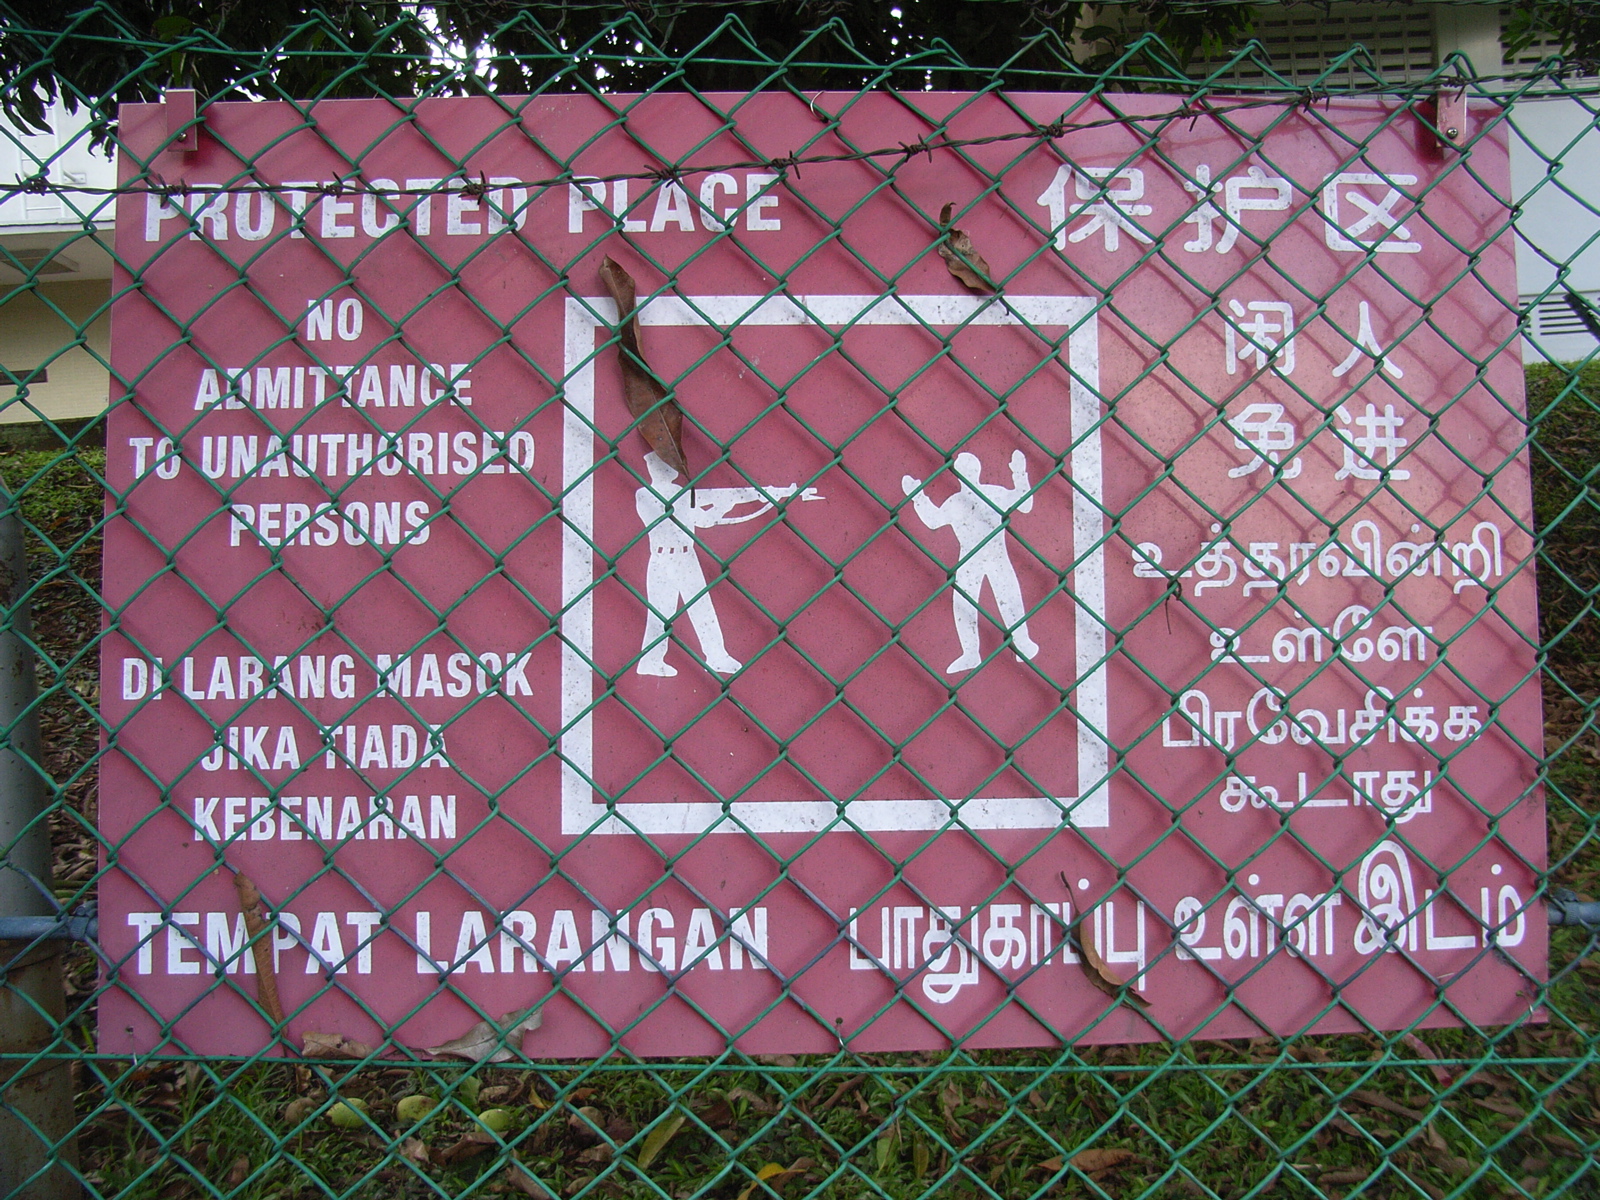 PROTECTED PLACE
保护区
NO
ADMITTANCE
TO UNAUTHORISED
PERSONS
闲人
免进
உத்தரவின்றி
உள்ளே
பிரவேசிக்க
கூடாது
DI LARANG MASOK
JIKA TIADA
KEBENARAN
TEMPAT LARANGAN
பாதுகாப்பு உள்ள இடம்